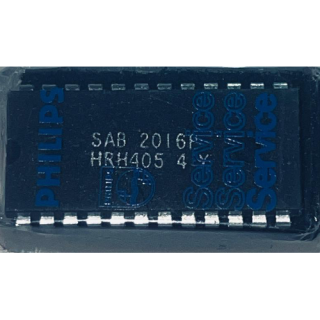 PHILIPS
SAB 2016P
HRH405 4 K
Service
Service
Service